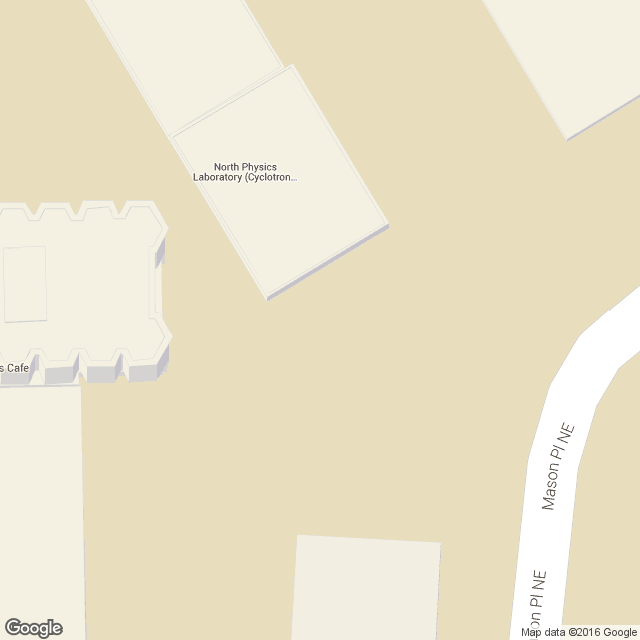 North Physics
Laboratory (Cyclotron...
s Cafe
Mason Pl NE
on Pl NE
Google
Map data ©2016 Google